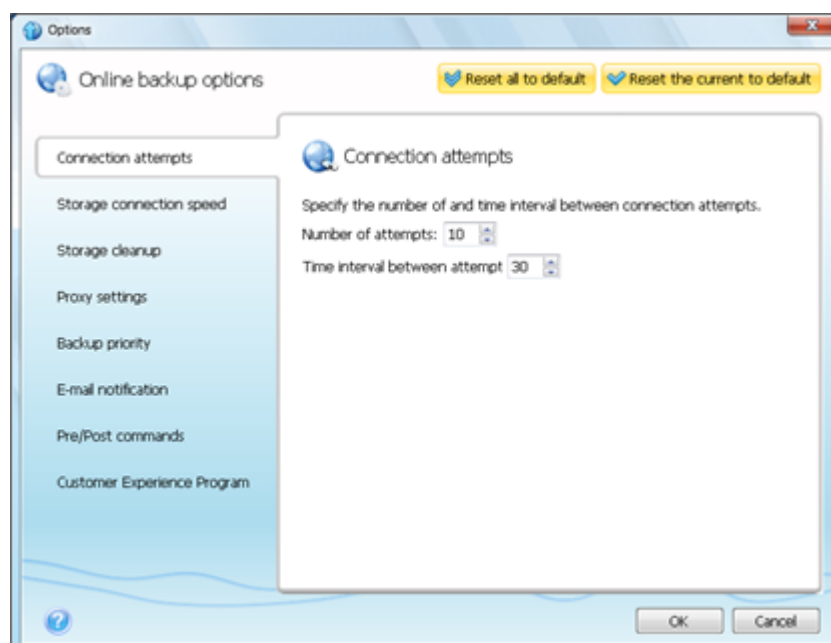 Options
Online backup options
Reset all to default
Reset the current to default
Connection attempts
Storage connection speed
Storage cleanup
Proxy settings
Backup priority
E-mail notification
Pre/Post commands
Customer Experience Program
Connection attempts
Specify the number of and time interval between connection attempts.
Number of attempts: 10
Time interval between attempt 30
OK
Cancel